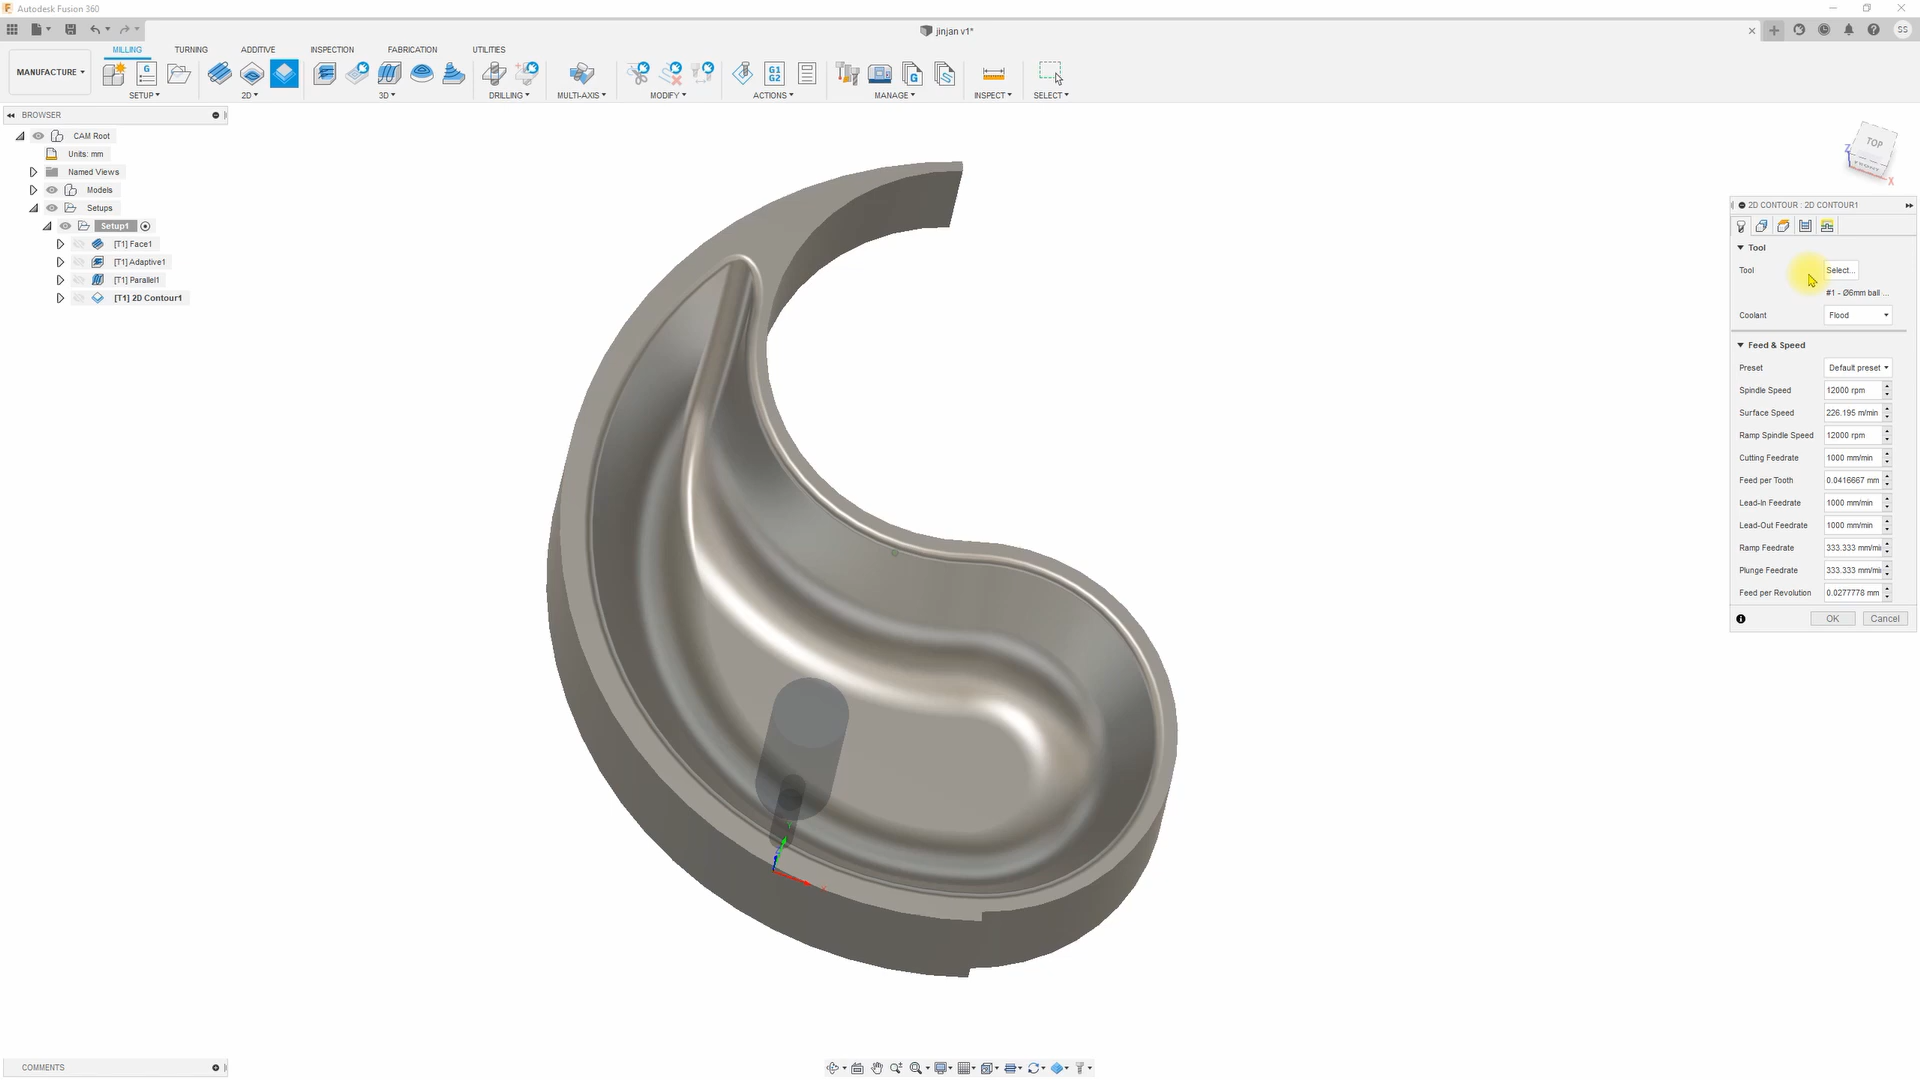 Autodesk Fusion 360
jinjan v1*
SS
MILLING TURNING ADDITIVE INSPECTION FABRICATION UTILITIES
MANUFACTURE
G
G1
G2
G
SETUP 2D 3D DRILLING MULTI-AXIS MODIFY ACTIONS MANAGE INSPECT SELECT
BROWSER
CAM Root
Units: mm
Named Views
Models
Setups
Setup1
[T1] Face1
[T1] Adaptive1
[T1] Parallel1
[T1] 2D Contour1
TOP
FRONT
Z
X
2D CONTOUR : 2D CONTOUR1
Tool
Tool Select...
#1 - Ø6mm ball ...
Coolant Flood
Feed & Speed
Preset Default preset
Spindle Speed 12000 rpm
Surface Speed 226.195 m/min
Ramp Spindle Speed 12000 rpm
Cutting Feedrate 1000 mm/min
Feed per Tooth 0.0416667 mm
Lead-In Feedrate 1000 mm/min
Lead-Out Feedrate 1000 mm/min
Ramp Feedrate 333.333 mm/mi
Plunge Feedrate 333.333 mm/mi
Feed per Revolution 0.0277778 mm
OK Cancel
COMMENTS